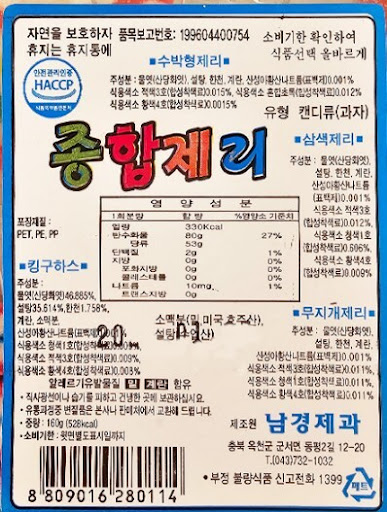 자연을 보호하자 품목보고번호: 199604400754
휴지는 휴지통에
소비기한 확인하여
식품선택 올바르게
안전관리인증
HACCP
식품의약품안전처
■수박형제리■
주성분 : 물엿(산당화엿), 설탕, 한천, 계란, 산성아황산나트륨(표백제)0.001%
식용색소 적색3호(합성착색료)0.015%, 식용색소 혼합초록(합성착색료)0.012%
식용색소 황색4호(합성착색료)0.0015%
유형 캔디류(과자)
종합제리
■삼색제리■
주성분 : 물엿(산당화엿),
설탕, 한천, 계란,
산성아황산나트륨
(표백제)0.001%
식용색소 적색3호
(합성착색료)0.012%,
식용색소 청색1호
(합성착색료)0.596%,
식용색소 황색4호
(합성착색료)0.009%
영 양 성 분
1회분량 함 량 %영양소 기준치
열량 330Kcal
탄수화물 80g 27%
당류 53g
단백질 2g 1%
지방 0g 0%
포화지방 0g 0%
콜레스테롤 0g 0%
나트륨 10mg 1%
트랜스지방 0g
포장재질 :
PET, PE, PP
■킹구하스■
주성분 :
물엿(산당화엿)46.885%,
설탕35.514%, 한천1.758%,
계란, 소맥분,
산성아황산나트륨(표백제)
식용색소 청색1호(합성착색료)
식용색소 적색3호(합성착색료)0.009%,
식용색소 황색4호(합성착색료)0.003%
20
소맥분(밀:미국호주산),
설탕
■무지개제리■
주성분 : 물엿(산당화엿),
설탕, 한천, 계란,
산성아황산나트륨(표백제)0.001%
식용색소 적색3호(합성착색료)0.011%,
식용색소 청색1호(합성착색료)0.011%,
식용색소 황색4호(합성착색료)0.011%
알레르기유발물질 밀 계란 함유
• 직사광선이나 습기를 피하고 건냉한 곳에 보관하십시요.
• 유통과정중 변질품은 본사나 판매처에서 교환해 드립니다.
• 중량 : 160g (528kcal)
• 소비기한 : 윗면별도표시일까지
제조원 남경제과
충북 옥천군 군서면 동평2길 12-20
T.(043)732-1032
• 부정 불량식품 신고전화 1399
페트
8 809016 280114